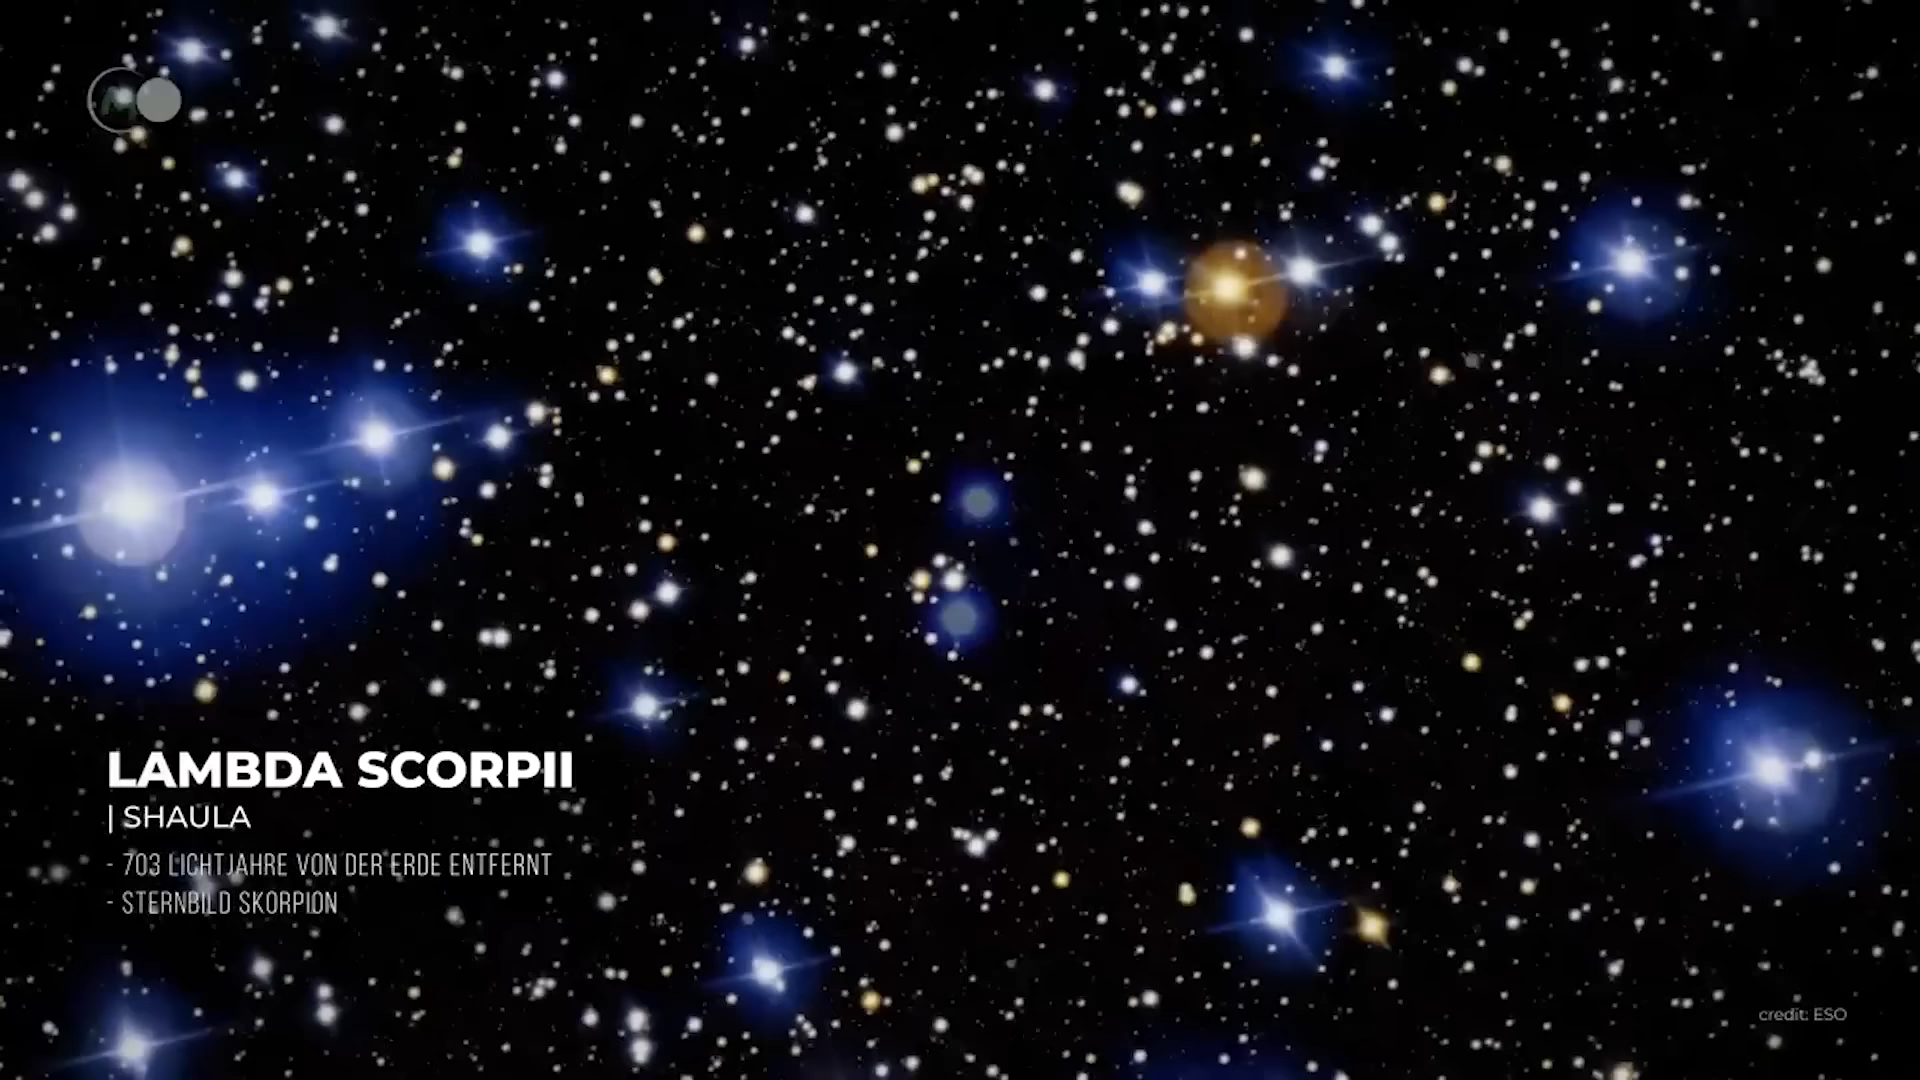 LAMBDA SCORPII
| SHAULA
- 703 LICHTJAHRE VON DER ERDE ENTFERNT
- STERNBILD SKORPION
credit: ESO